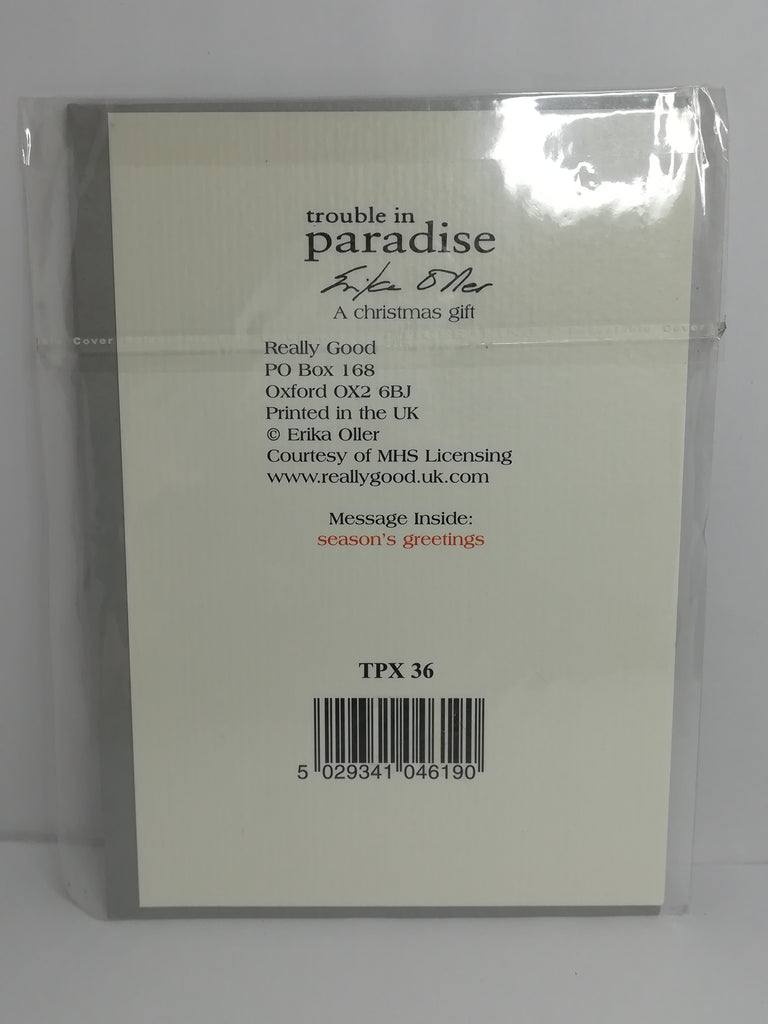 trouble in
paradise
Erika Oller
A christmas gift
Cover
Really Good
PO Box 168
Oxford OX2 6BJ
Printed in the UK
© Erika Oller
Courtesy of MHS Licensing
www.reallygood.uk.com
Message Inside:
season's greetings
TPX 36
5 029341 046190